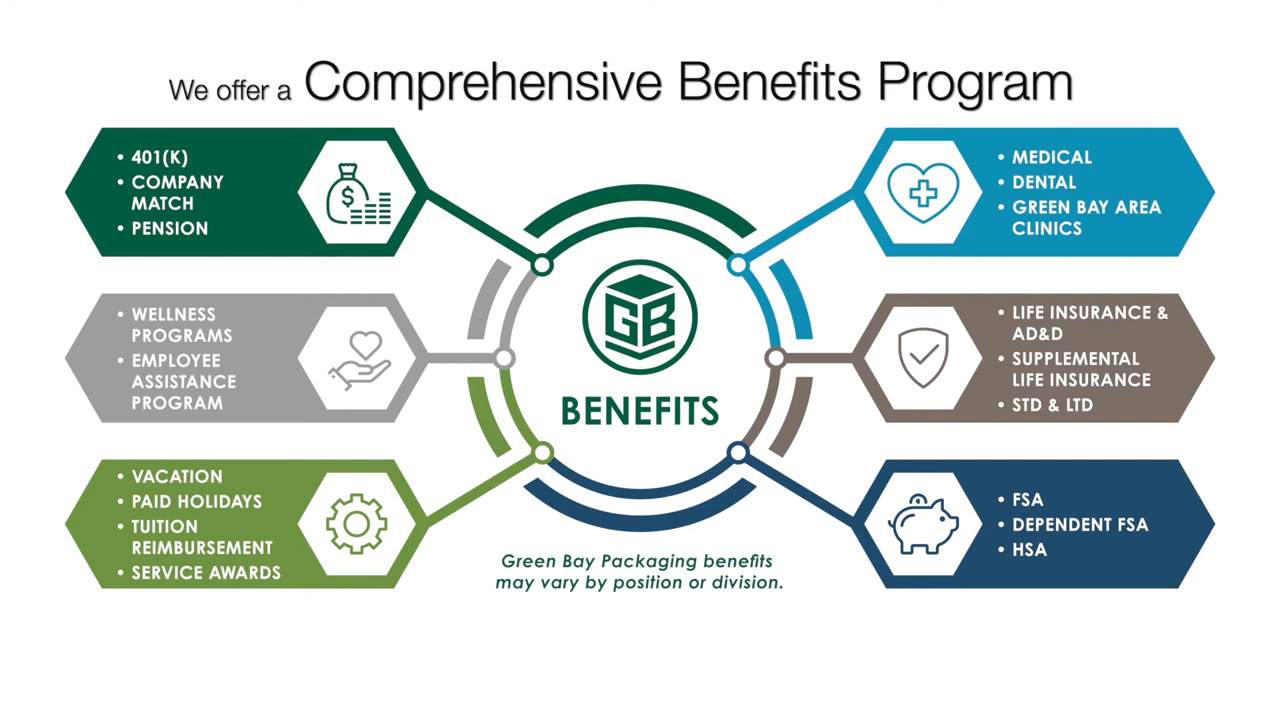 We offer a Comprehensive Benefits Program
• 401(K)
• COMPANY
MATCH
• PENSION
• WELLNESS
PROGRAMS
• EMPLOYEE
ASSISTANCE
PROGRAM
• VACATION
• PAID HOLIDAYS
• TUITION
REIMBURSEMENT
• SERVICE AWARDS
$
GB
BENEFITS
Green Bay Packaging benefits
may vary by position or division.
• MEDICAL
• DENTAL
• GREEN BAY AREA
CLINICS
• LIFE INSURANCE &
AD&D
• SUPPLEMENTAL
LIFE INSURANCE
• STD & LTD
• FSA
• DEPENDENT FSA
• HSA